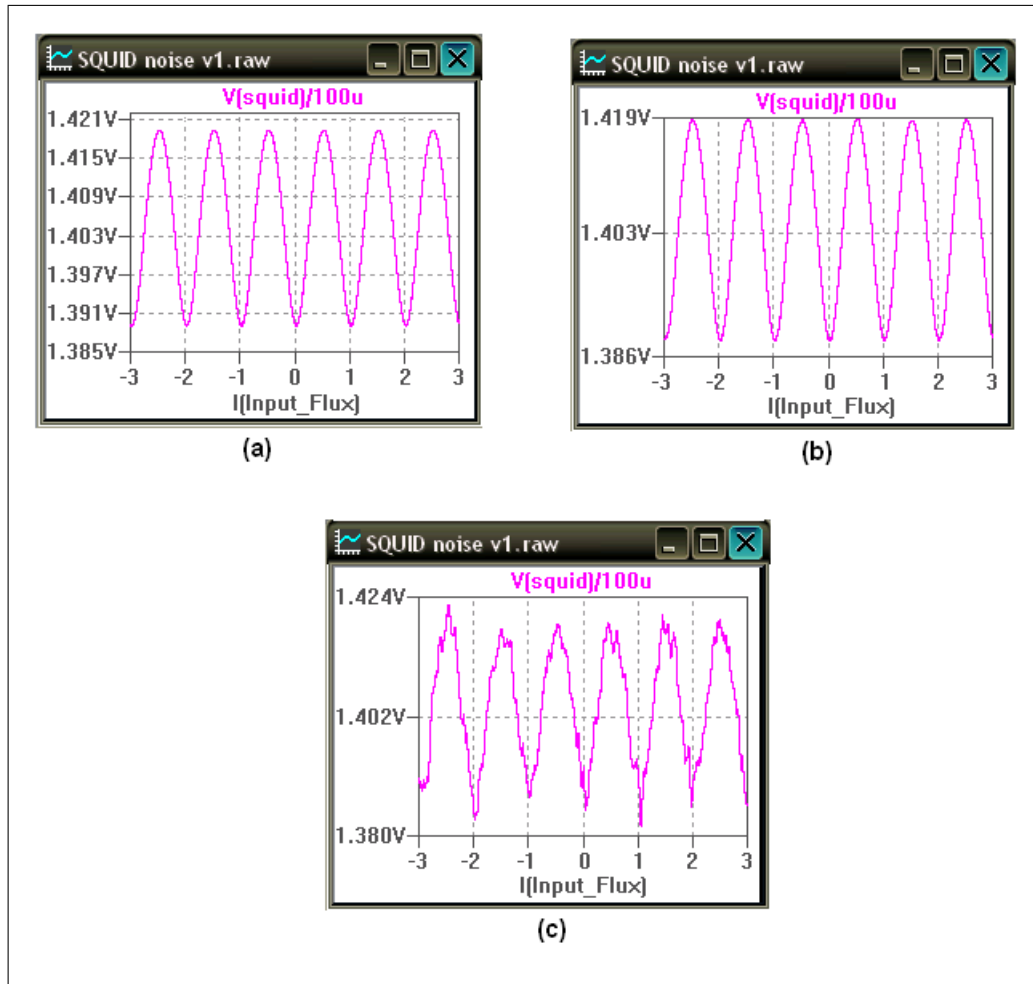 SQUID noise v1.raw
V(squid)/100u
1.421V
1.415V
1.409V
1.403V
1.397V
1.391V
1.385V
-3 -2 -1 0 1 2 3
I(Input_Flux)
(a)
SQUID noise v1.raw
V(squid)/100u
1.419V
1.403V
1.386V
-3 -2 -1 0 1 2 3
I(Input_Flux)
(b)
SQUID noise v1.raw
V(squid)/100u
1.424V
1.402V
1.380V
-3 -2 -1 0 1 2 3
I(Input_Flux)
(c)